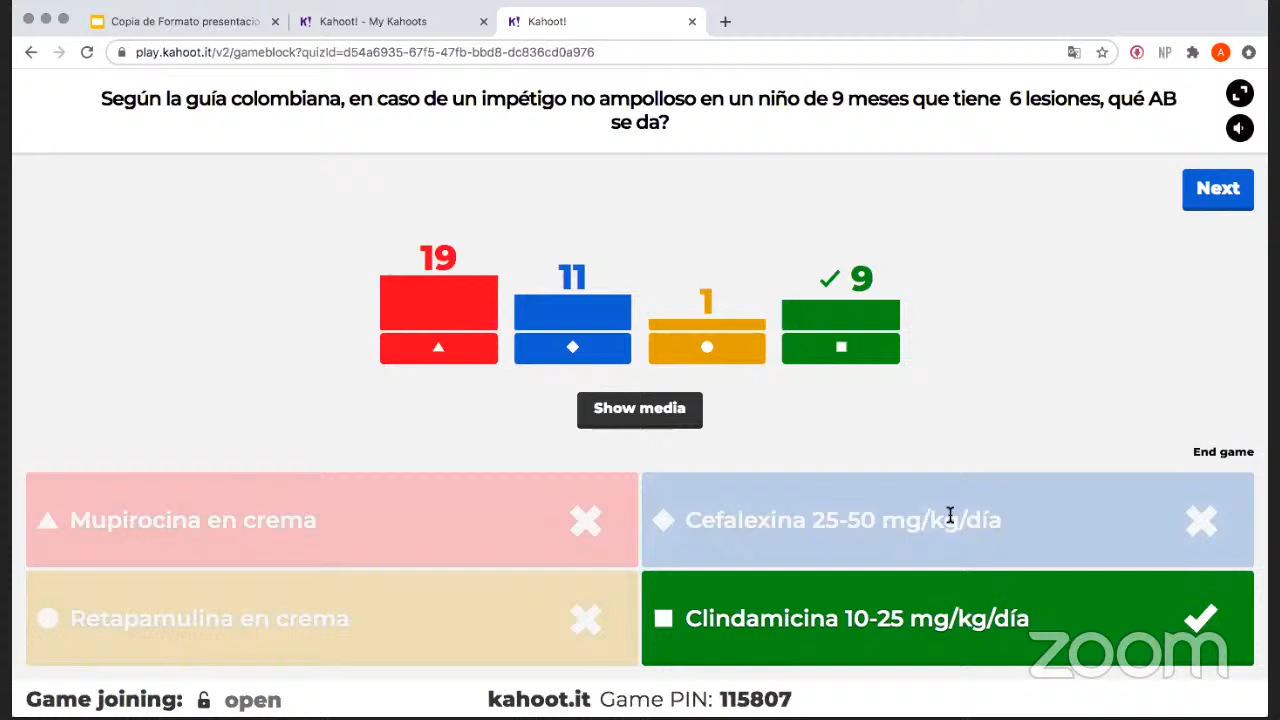 Copia de Formato presentacio
Kahoot! - My Kahoots
Kahoot!
play.kahoot.it/v2/gameblock?quizId=d54a6935-67f5-47fb-bbd8-dc836cd0a976
NP
A
Según la guía colombiana, en caso de un impétigo no ampolloso en un niño de 9 meses que tiene 6 lesiones, qué AB
se da?
Next
19
11
1
9
Show media
End game
Mupirocina en crema
Cefalexina 25-50 mg/kg/día
Retapamulina en crema
Clindamicina 10-25 mg/kg/día
zoom
Game joining: open
kahoot.it Game PIN: 115807